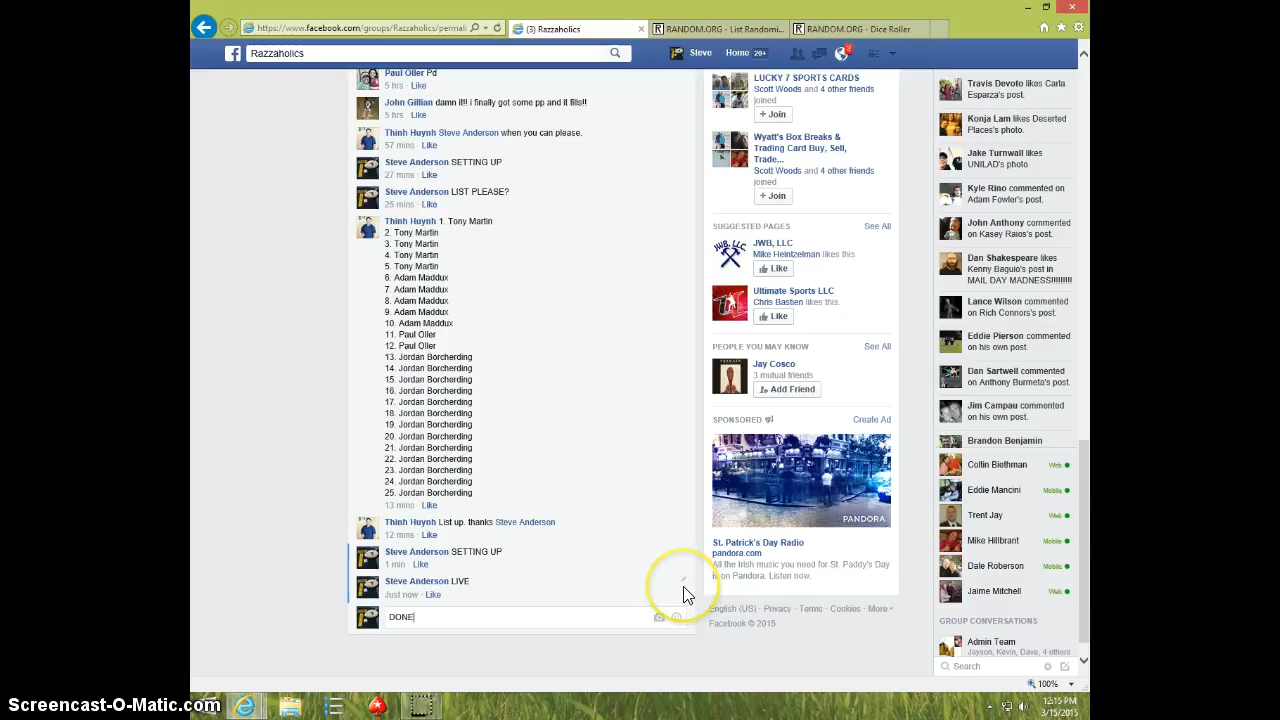 https://www.facebook.com/groups/Razzaholics/permali
(3) Razzaholics
RANDOM.ORG - List Randomi...
RANDOM.ORG - Dice Roller
Razzaholics
Steve
Home 20+
3
Paul Oller Pd
5 hrs · Like
John Gillian damn it!! i finally got some pp and it fills!!
5 hrs · Like
Thinh Huynh Steve Anderson when you can please.
57 mins · Like
Steve Anderson SETTING UP
27 mins · Like
Steve Anderson LIST PLEASE?
25 mins · Like
Thinh Huynh 1. Tony Martin
2. Tony Martin
3. Tony Martin
4. Tony Martin
5. Tony Martin
6. Adam Maddux
7. Adam Maddux
8. Adam Maddux
9. Adam Maddux
10. Adam Maddux
11. Paul Oller
12. Paul Oller
13. Jordan Borcherding
14. Jordan Borcherding
15. Jordan Borcherding
16. Jordan Borcherding
17. Jordan Borcherding
18. Jordan Borcherding
19. Jordan Borcherding
20. Jordan Borcherding
21. Jordan Borcherding
22. Jordan Borcherding
23. Jordan Borcherding
24. Jordan Borcherding
25. Jordan Borcherding
13 mins · Like
Thinh Huynh List up. thanks Steve Anderson
12 mins · Like
Steve Anderson SETTING UP
1 min · Like
Steve Anderson LIVE
Just now · Like
DONE
LUCKY 7 SPORTS CARDS
Scott Woods and 4 other friends
joined
+ Join
Wyatt's Box Breaks &
Trading Card Buy, Sell,
Trade...
Scott Woods and 4 other friends
joined
+ Join
SUGGESTED PAGES
See All
JWB, LLC
Mike Heintzelman likes this.
Like
Ultimate Sports LLC
Chris Bastien likes this.
Like
PEOPLE YOU MAY KNOW
See All
Jay Cosco
3 mutual friends
Add Friend
SPONSORED
Create Ad
PANDORA
St. Patrick's Day Radio
pandora.com
All the Irish music you need for St. Paddy's Day
is on Pandora. Listen now.
English (US) · Privacy · Terms · Cookies · More
Facebook © 2015
Travis Devoto likes Carla
Esparza's post.
Konja Lam likes Deserted
Places's photo.
Jake Turnwall likes
UNILAD's photo.
Kyle Rino commented on
Adam Fowler's post.
John Anthony commented
on Kasey Raios's post.
Dan Shakespeare likes
Kenny Baguio's post in
MAIL DAY MADNESS!!!!!!!!!
Lance Wilson commented
on Rich Connors's post.
Eddie Pierson commented
on his own post.
Dan Sartwell commented
on Anthony Burmeta's post.
Jim Campau commented
on his own post.
Brandon Benjamin
Coltin Biethman Web
Eddie Mancini Mobile
Trent Jay Web
Mike Hillbrant Mobile
Dale Roberson Mobile
Jaime Mitchell Web
GROUP CONVERSATIONS
Admin Team
Jayson, Kevin, Dave, 4 others
Search
100%
Screencast-O-Matic.com
12:15 PM
3/15/2015